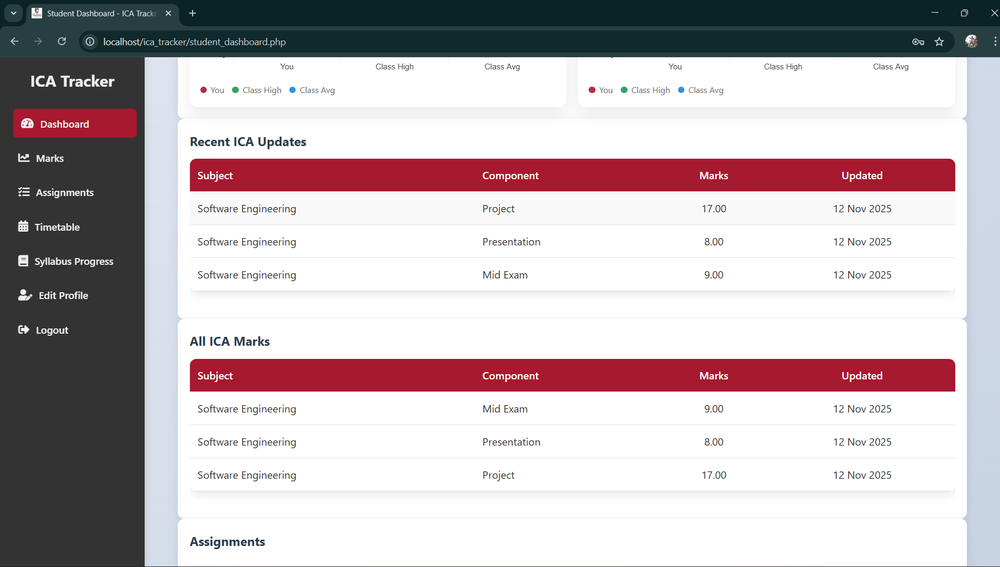 Student Dashboard - ICA Tracke
localhost/ica_tracker/student_dashboard.php
ICA Tracker
Dashboard
Marks
Assignments
Timetable
Syllabus Progress
Edit Profile
Logout
You Class High Class Avg
You Class High Class Avg
You Class High Class Avg
You Class High Class Avg
Recent ICA Updates
Subject Component Marks Updated
Software Engineering Project 17.00 12 Nov 2025
Software Engineering Presentation 8.00 12 Nov 2025
Software Engineering Mid Exam 9.00 12 Nov 2025
All ICA Marks
Subject Component Marks Updated
Software Engineering Mid Exam 9.00 12 Nov 2025
Software Engineering Presentation 8.00 12 Nov 2025
Software Engineering Project 17.00 12 Nov 2025
Assignments